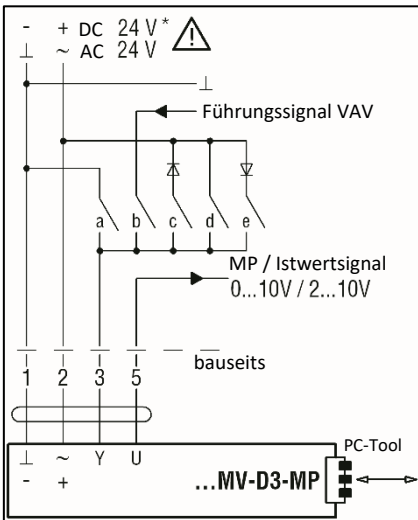 - + DC 24 V *
⊥ ~ AC 24 V
⊥
Führungssignal VAV
a b c d e
MP / Istwertsignal
0...10V / 2...10V
bauseits
1 2 3 5
PC-Tool
⊥ ~ Y U
- +
...MV-D3-MP